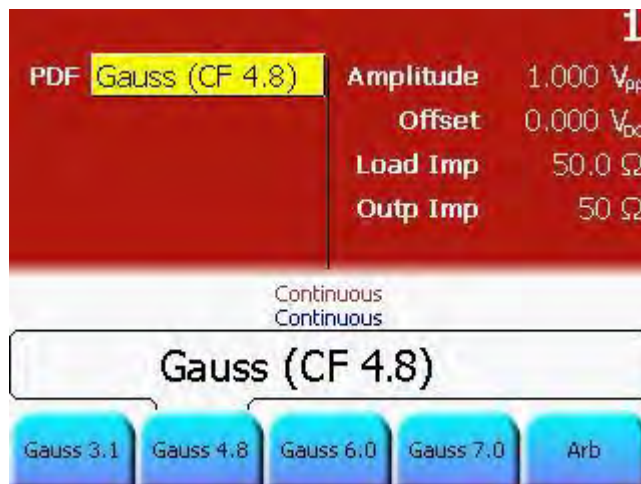 1
PDF Gauss (CF 4.8)
Amplitude 1.000 Vpp
Offset 0.000 VDC
Load Imp 50.0 Ω
Outp Imp 50 Ω
Continuous
Continuous
Gauss (CF 4.8)
Gauss 3.1 Gauss 4.8 Gauss 6.0 Gauss 7.0 Arb